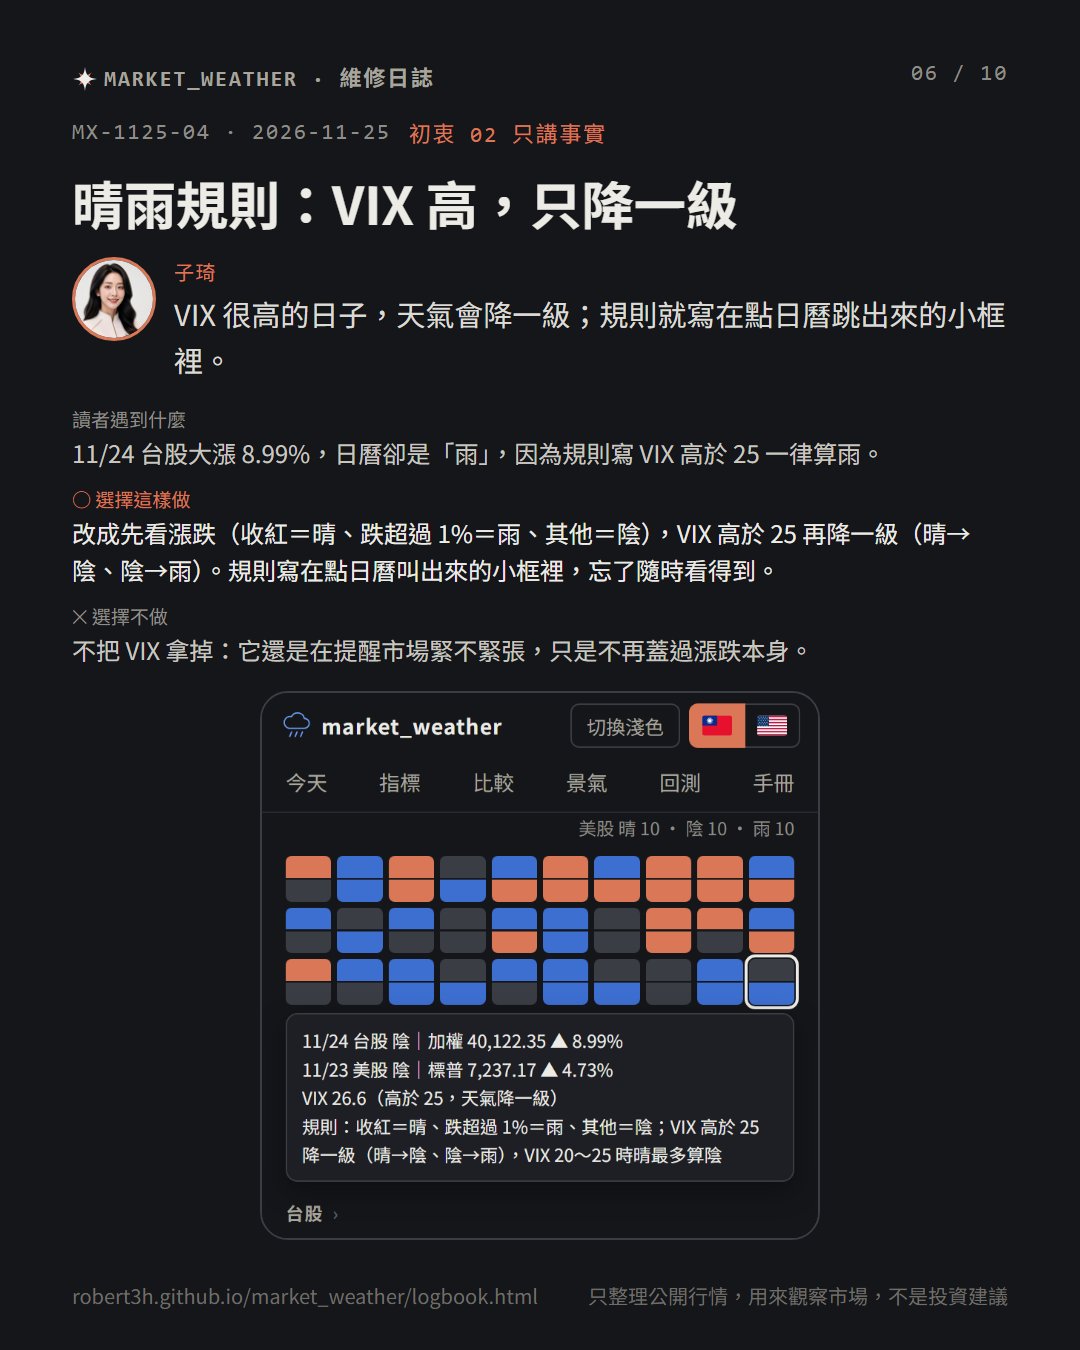 MARKET_WEATHER · 維修日誌
06 / 10
MX-1125-04 · 2026-11-25 初衷 02 只講事實
晴雨規則：VIX 高，只降一級
子琦
VIX 很高的日子，天氣會降一級；規則就寫在點日曆跳出來的小框
裡。
讀者遇到什麼
11/24 台股大漲 8.99%，日曆卻是「雨」，因為規則寫 VIX 高於 25 一律算雨。
○ 選擇這樣做
改成先看漲跌（收紅＝晴、跌超過 1%＝雨、其他＝陰），VIX 高於 25 再降一級（晴→
陰、陰→雨）。規則寫在點日曆叫出來的小框裡，忘了隨時看得到。
╳ 選擇不做
不把 VIX 拿掉：它還是在提醒市場緊不緊張，只是不再蓋過漲跌本身。
market_weather
切換淺色
今天 指標 比較 景氣 回測 手冊
美股 晴 10 · 陰 10 · 雨 10
11/24 台股 陰｜加權 40,122.35 ▲ 8.99%
11/23 美股 陰｜標普 7,237.17 ▲ 4.73%
VIX 26.6（高於 25，天氣降一級）
規則：收紅＝晴、跌超過 1%＝雨、其他＝陰；VIX 高於 25
降一級（晴→陰、陰→雨），VIX 20～25 時晴最多算陰
台股 ›
robert3h.github.io/market_weather/logbook.html
只整理公開行情，用來觀察市場，不是投資建議